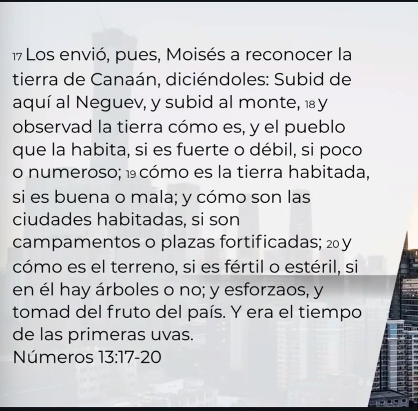 17 Los envió, pues, Moisés a reconocer la
tierra de Canaán, diciéndoles: Subid de
aquí al Neguev, y subid al monte, 18 y
observad la tierra cómo es, y el pueblo
que la habita, si es fuerte o débil, si poco
o numeroso; 19 cómo es la tierra habitada,
si es buena o mala; y cómo son las
ciudades habitadas, si son
campamentos o plazas fortificadas; 20 y
cómo es el terreno, si es fértil o estéril, si
en él hay árboles o no; y esforzaos, y
tomad del fruto del país. Y era el tiempo
de las primeras uvas.
Números 13:17-20